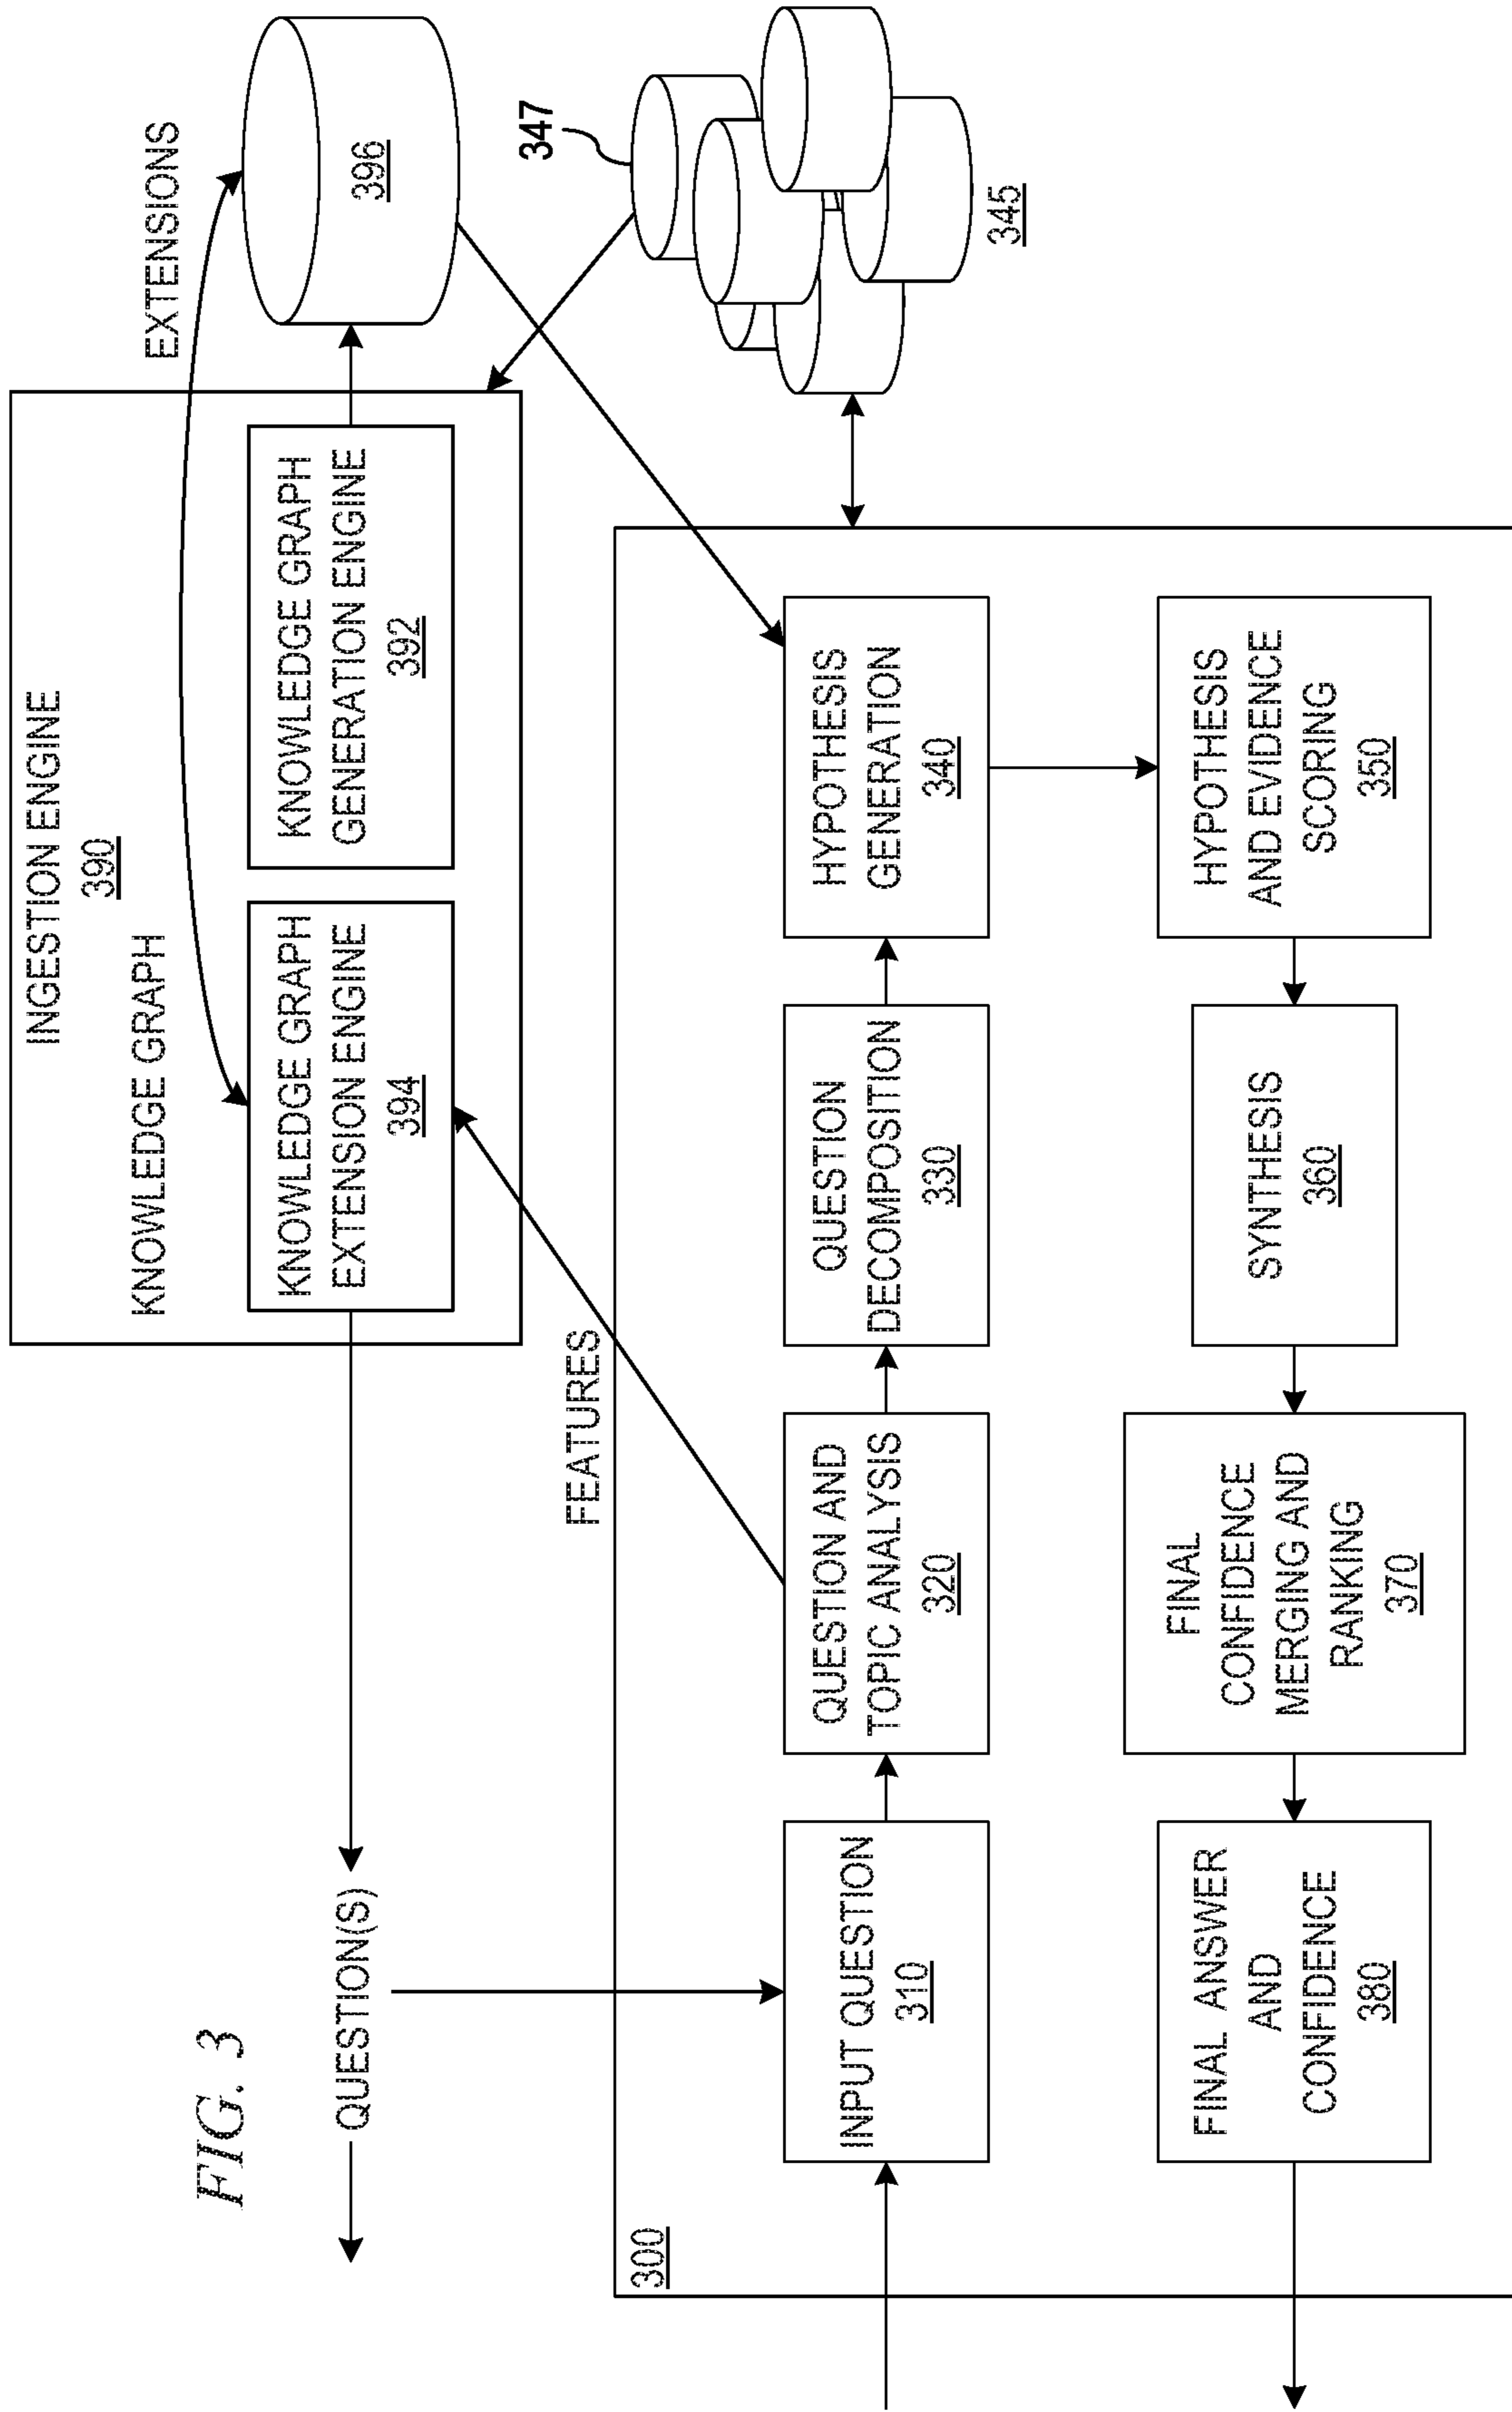 FIG. 3
INGESTION ENGINE
390
KNOWLEDGE GRAPH
EXTENSIONS
KNOWLEDGE GRAPH
EXTENSION ENGINE
394
KNOWLEDGE GRAPH
GENERATION ENGINE
392
396
QUESTION(S)
FEATURES
347
345
300
INPUT QUESTION
310
QUESTION AND
TOPIC ANALYSIS
320
QUESTION
DECOMPOSITION
330
HYPOTHESIS
GENERATION
340
FINAL ANSWER
AND
CONFIDENCE
380
FINAL
CONFIDENCE
MERGING AND
RANKING
370
SYNTHESIS
360
HYPOTHESIS
AND EVIDENCE
SCORING
350